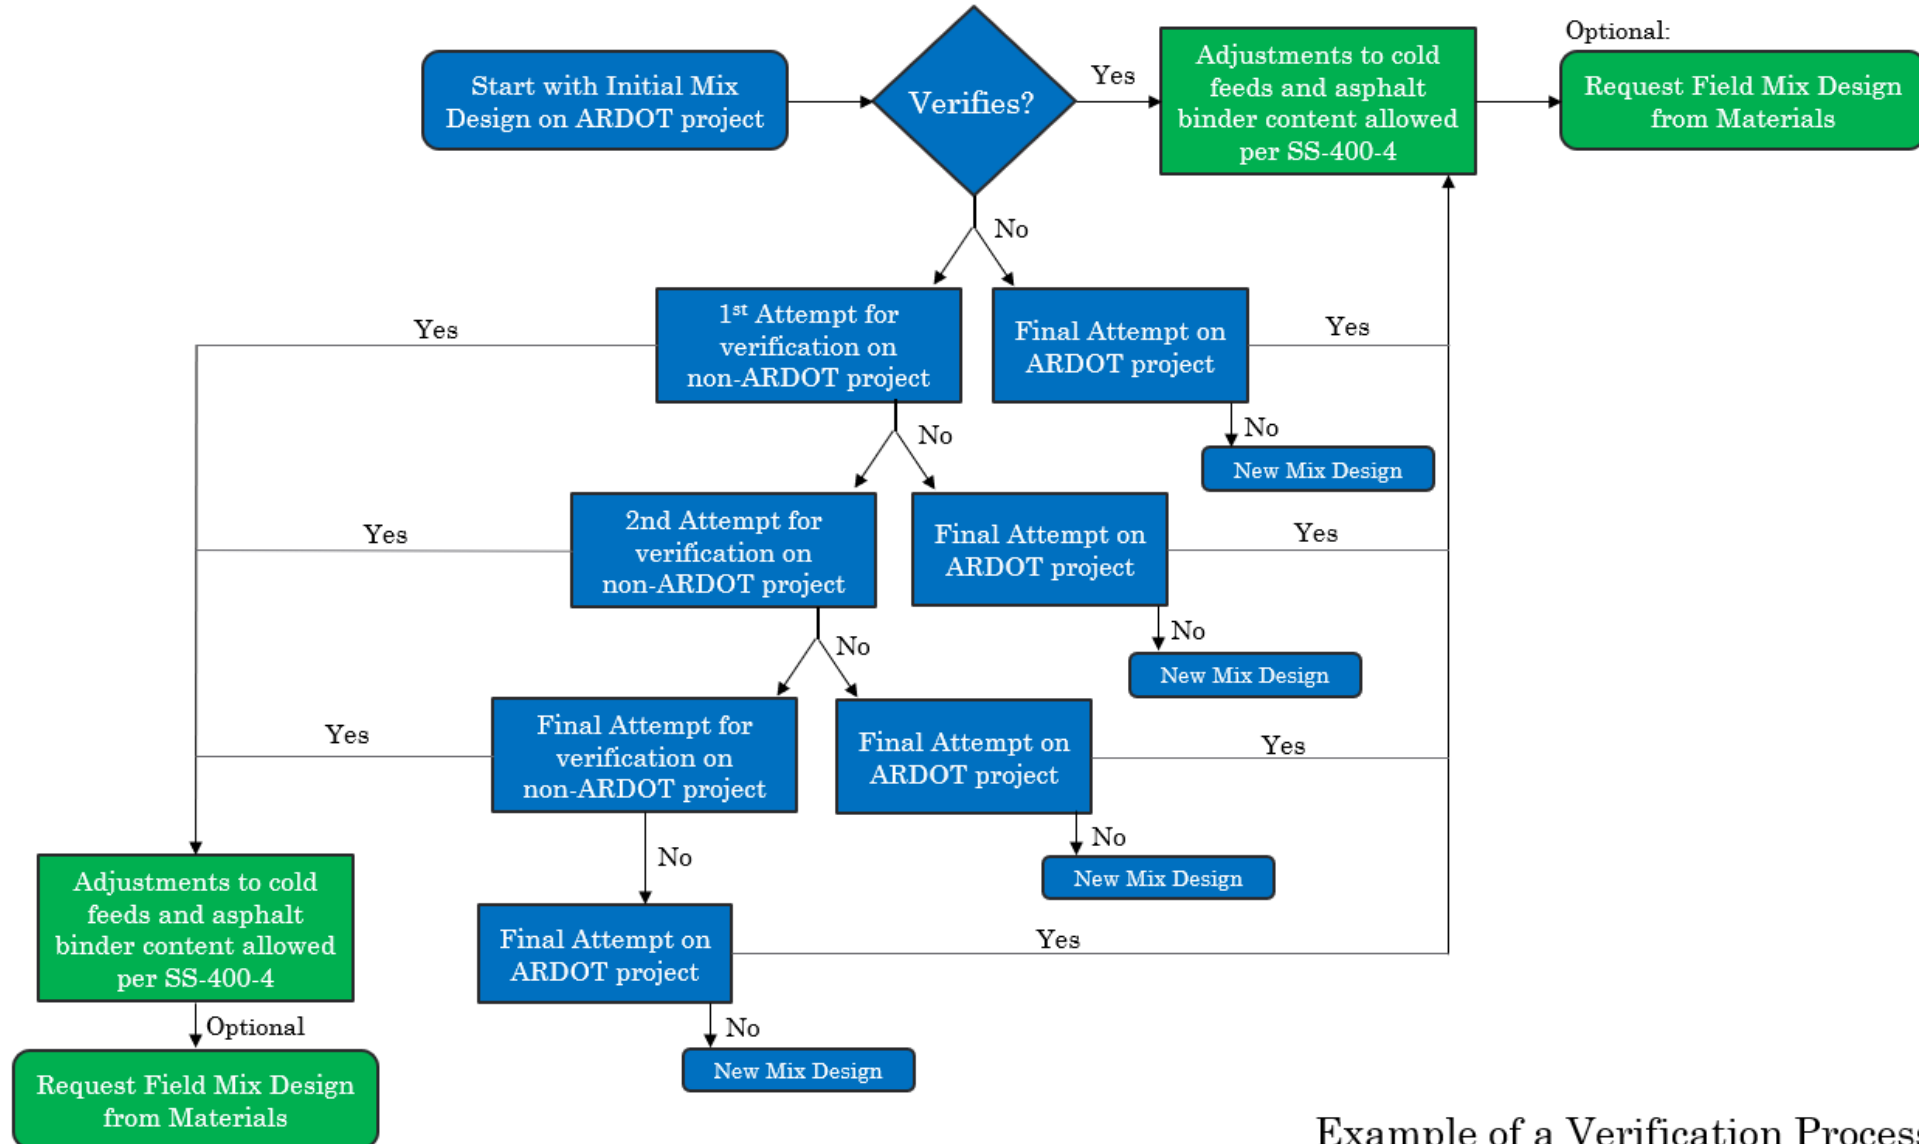 Optional:
Start with Initial Mix
Design on ARDOT project
Verifies?
Yes
Adjustments to cold
feeds and asphalt
binder content allowed
per SS-400-4
Request Field Mix Design
from Materials
No
1st Attempt for
verification on
non-ARDOT project
Yes
Final Attempt on
ARDOT project
Yes
No
New Mix Design
No
2nd Attempt for
verification on
non-ARDOT project
Yes
Final Attempt on
ARDOT project
Yes
No
New Mix Design
No
Final Attempt for
verification on
non-ARDOT project
Yes
Final Attempt on
ARDOT project
Yes
No
New Mix Design
No
Adjustments to cold
feeds and asphalt
binder content allowed
per SS-400-4
Final Attempt on
ARDOT project
Yes
No
New Mix Design
Optional
Request Field Mix Design
from Materials
Example of a Verification Process